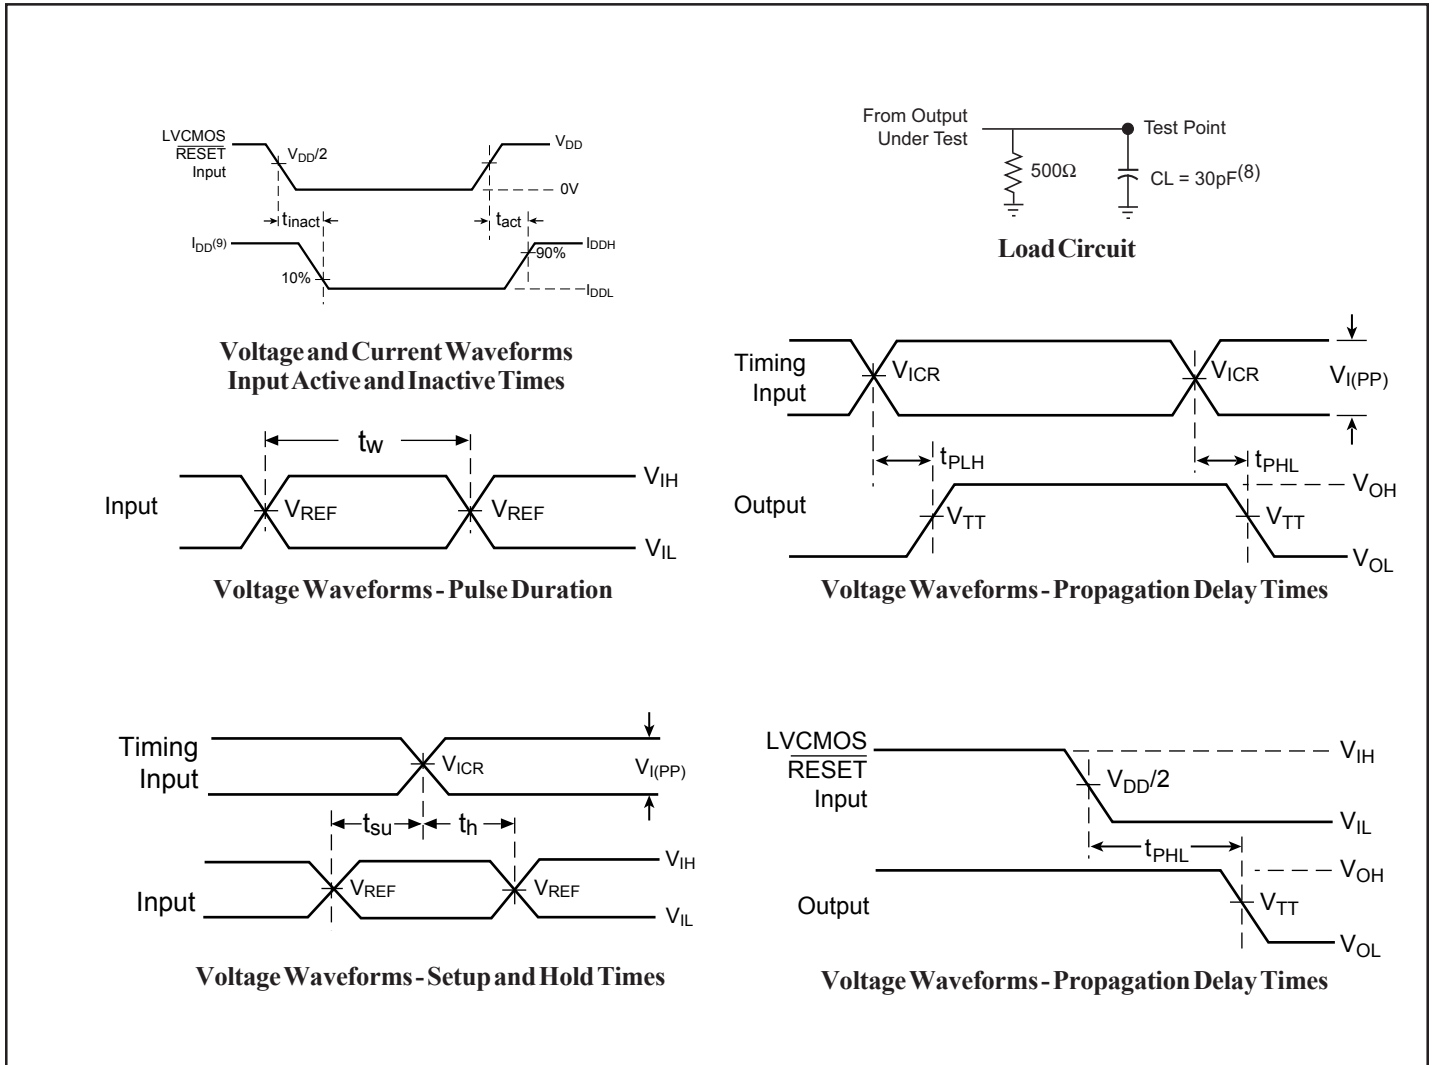 LVCMOS
RESET
Input
VDD/2
VDD
0V
tinact
tact
IDD(9)
IDDH
90%
10%
IDDL
Voltage and Current Waveforms
Input Active and Inactive Times
From Output
Under Test
Test Point
500Ω
CL = 30pF(8)
Load Circuit
tw
Input
VREF
VREF
VIH
VIL
Voltage Waveforms - Pulse Duration
Timing
Input
VICR
VICR
VI(PP)
tPLH
tPHL
Output
VTT
VTT
VOH
VOL
Voltage Waveforms - Propagation Delay Times
Timing
Input
VICR
VI(PP)
tsu
th
Input
VREF
VREF
VIH
VIL
Voltage Waveforms - Setup and Hold Times
LVCMOS
RESET
Input
VDD/2
VIH
VIL
tPHL
Output
VTT
VOH
VOL
Voltage Waveforms - Propagation Delay Times